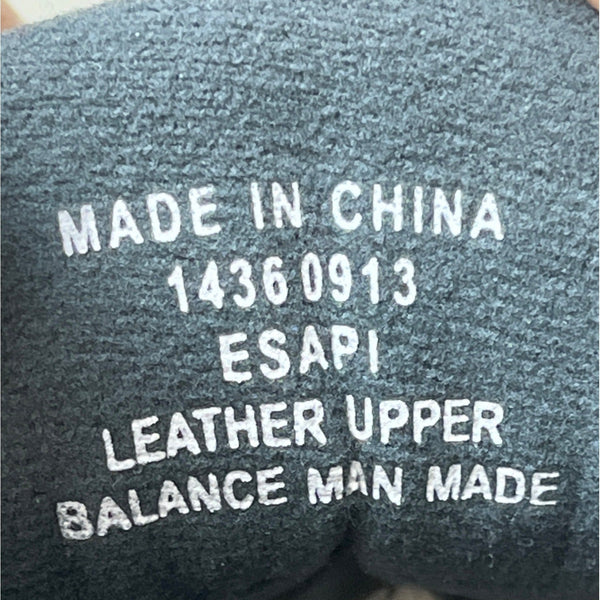 MADE IN CHINA
14360913
ESAPI
LEATHER UPPER
BALANCE MAN MADE